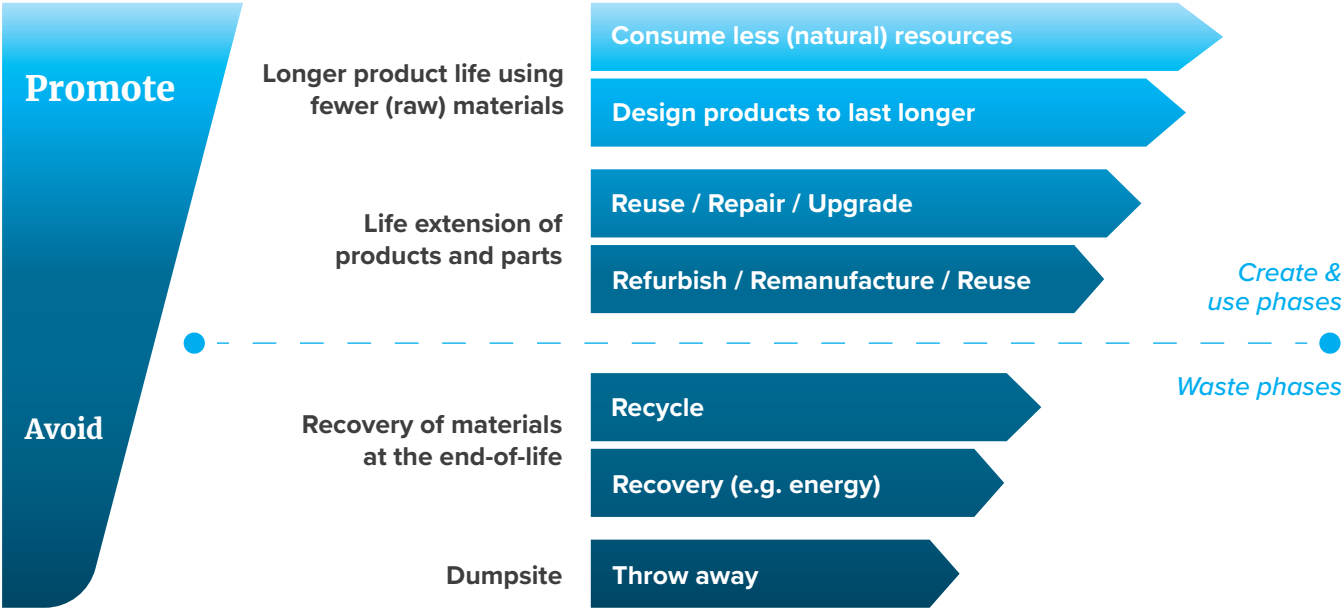 Promote
Longer product life using
fewer (raw) materials
Consume less (natural) resources
Design products to last longer
Life extension of
products and parts
Reuse / Repair / Upgrade
Refurbish / Remanufacture / Reuse
Create &
use phases
Waste phases
Avoid
Recovery of materials
at the end-of-life
Recycle
Recovery (e.g. energy)
Dumpsite
Throw away